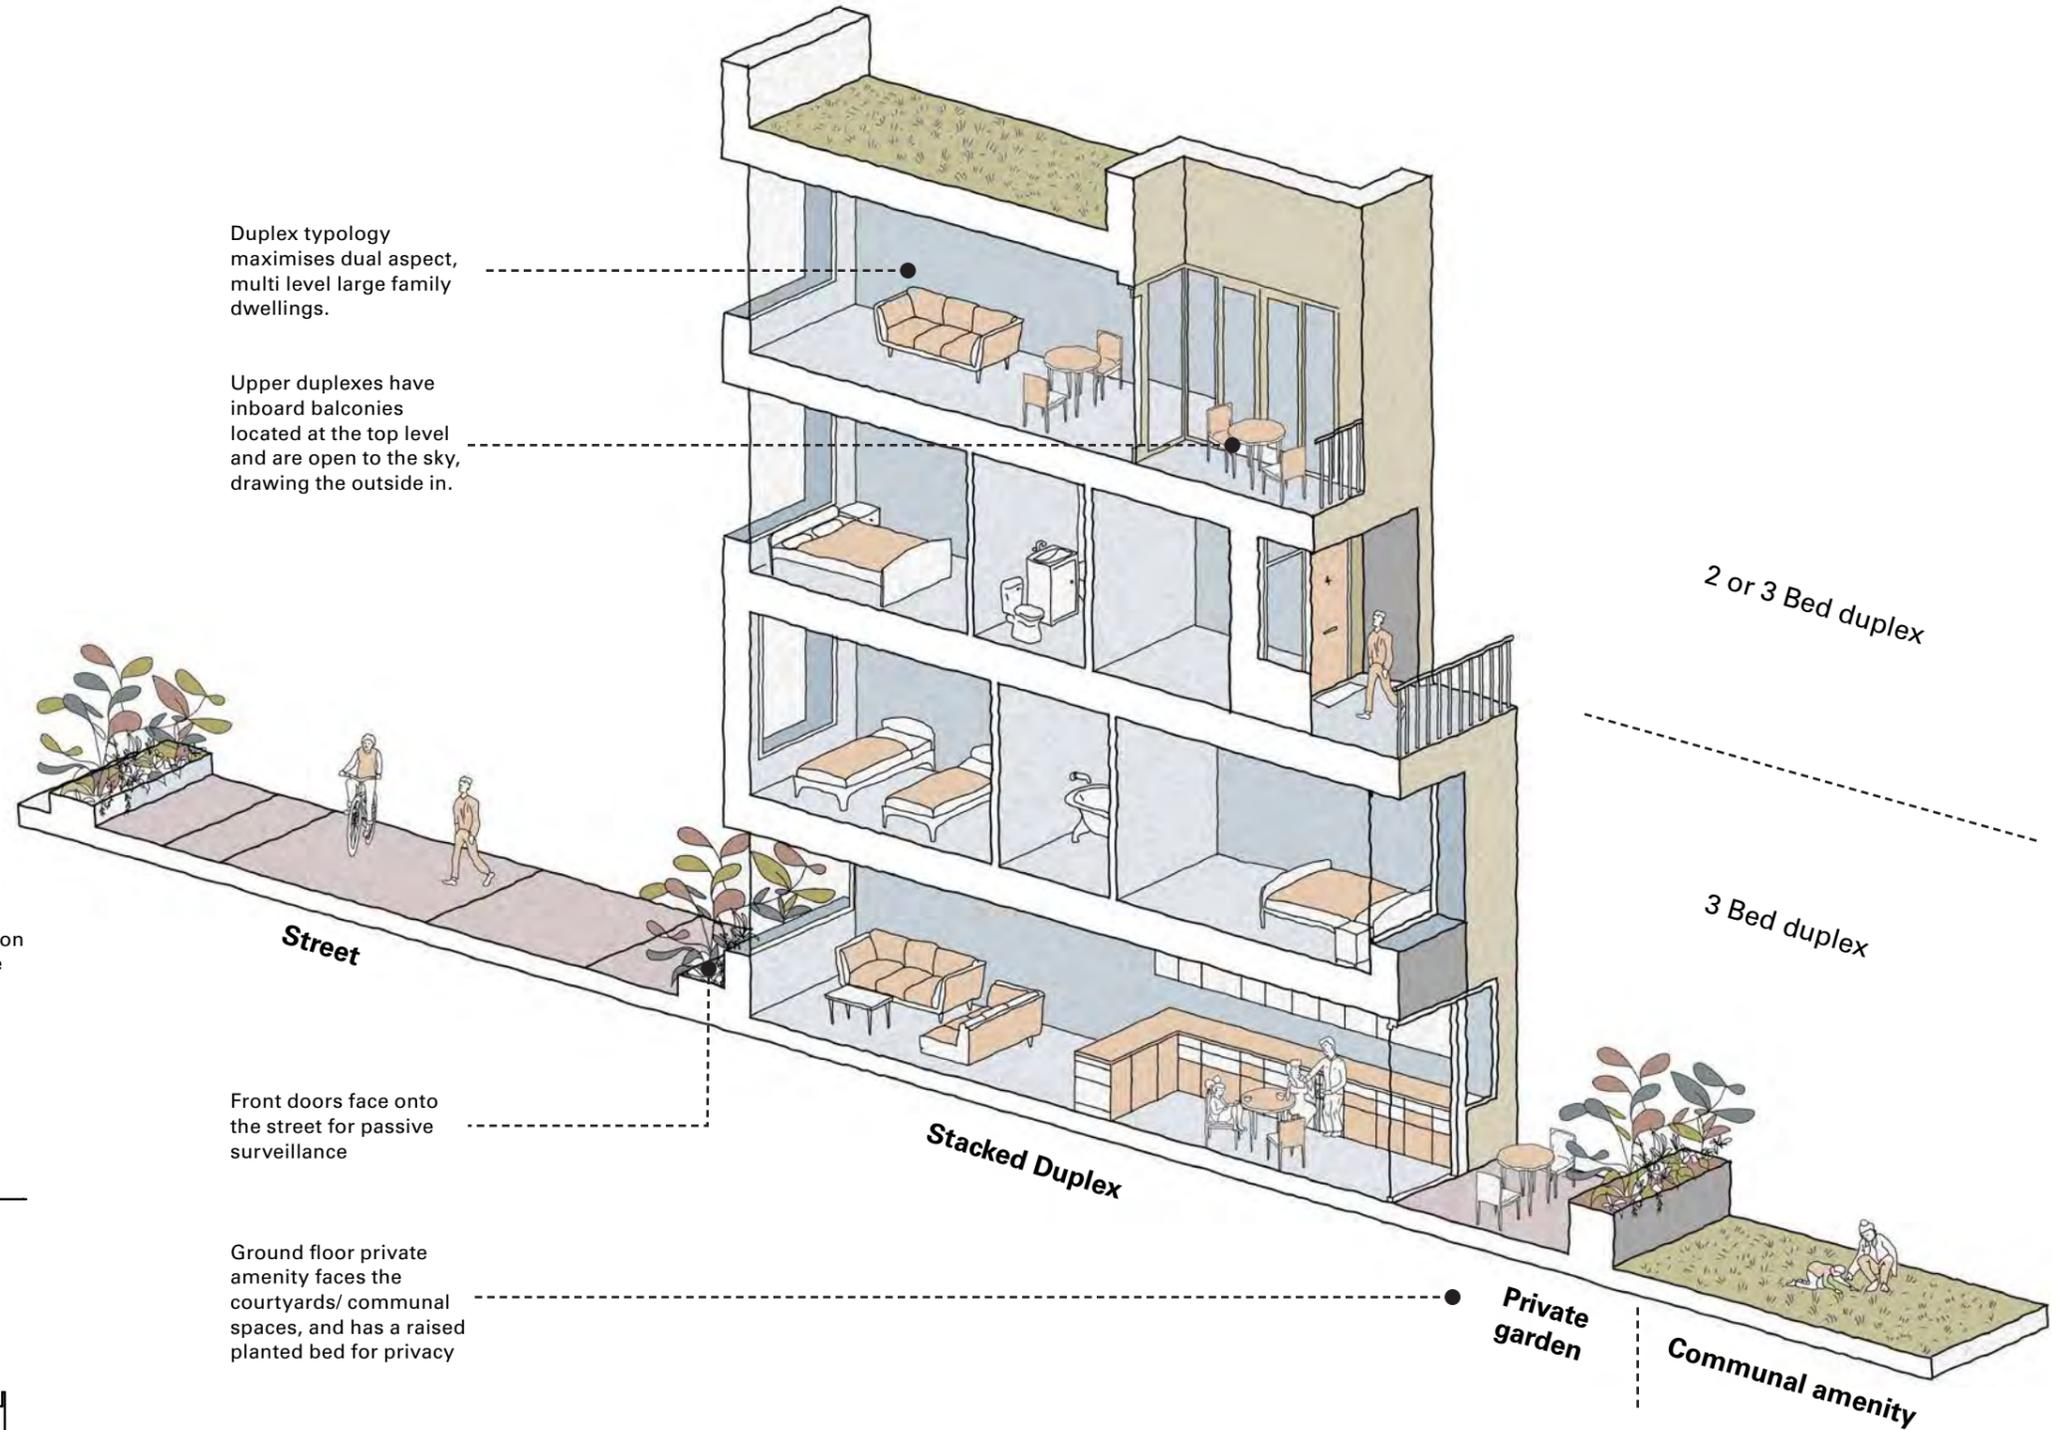 Duplex typology
maximises dual aspect,
multi level large family
dwellings.
Upper duplexes have
inboard balconies
located at the top level
and are open to the sky,
drawing the outside in.
2 or 3 Bed duplex
3 Bed duplex
on
Street
Front doors face onto
the street for passive
surveillance
Stacked Duplex
Ground floor private
amenity faces the
courtyards/ communal
spaces, and has a raised
planted bed for privacy
Private
garden
Communal amenity